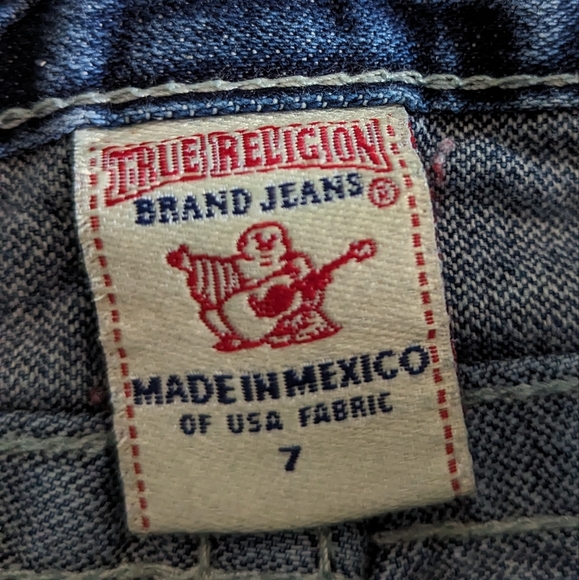 TRUE RELIGION
BRAND JEANS ®
MADE IN MEXICO
OF USA FABRIC
7